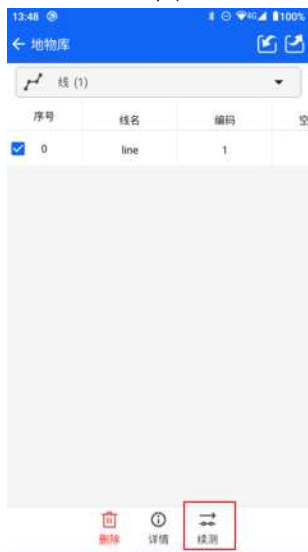 13:48 4G 100%
地物库
线 (1)
序号 线名 编码 空
0 line 1
删除 详情 续测